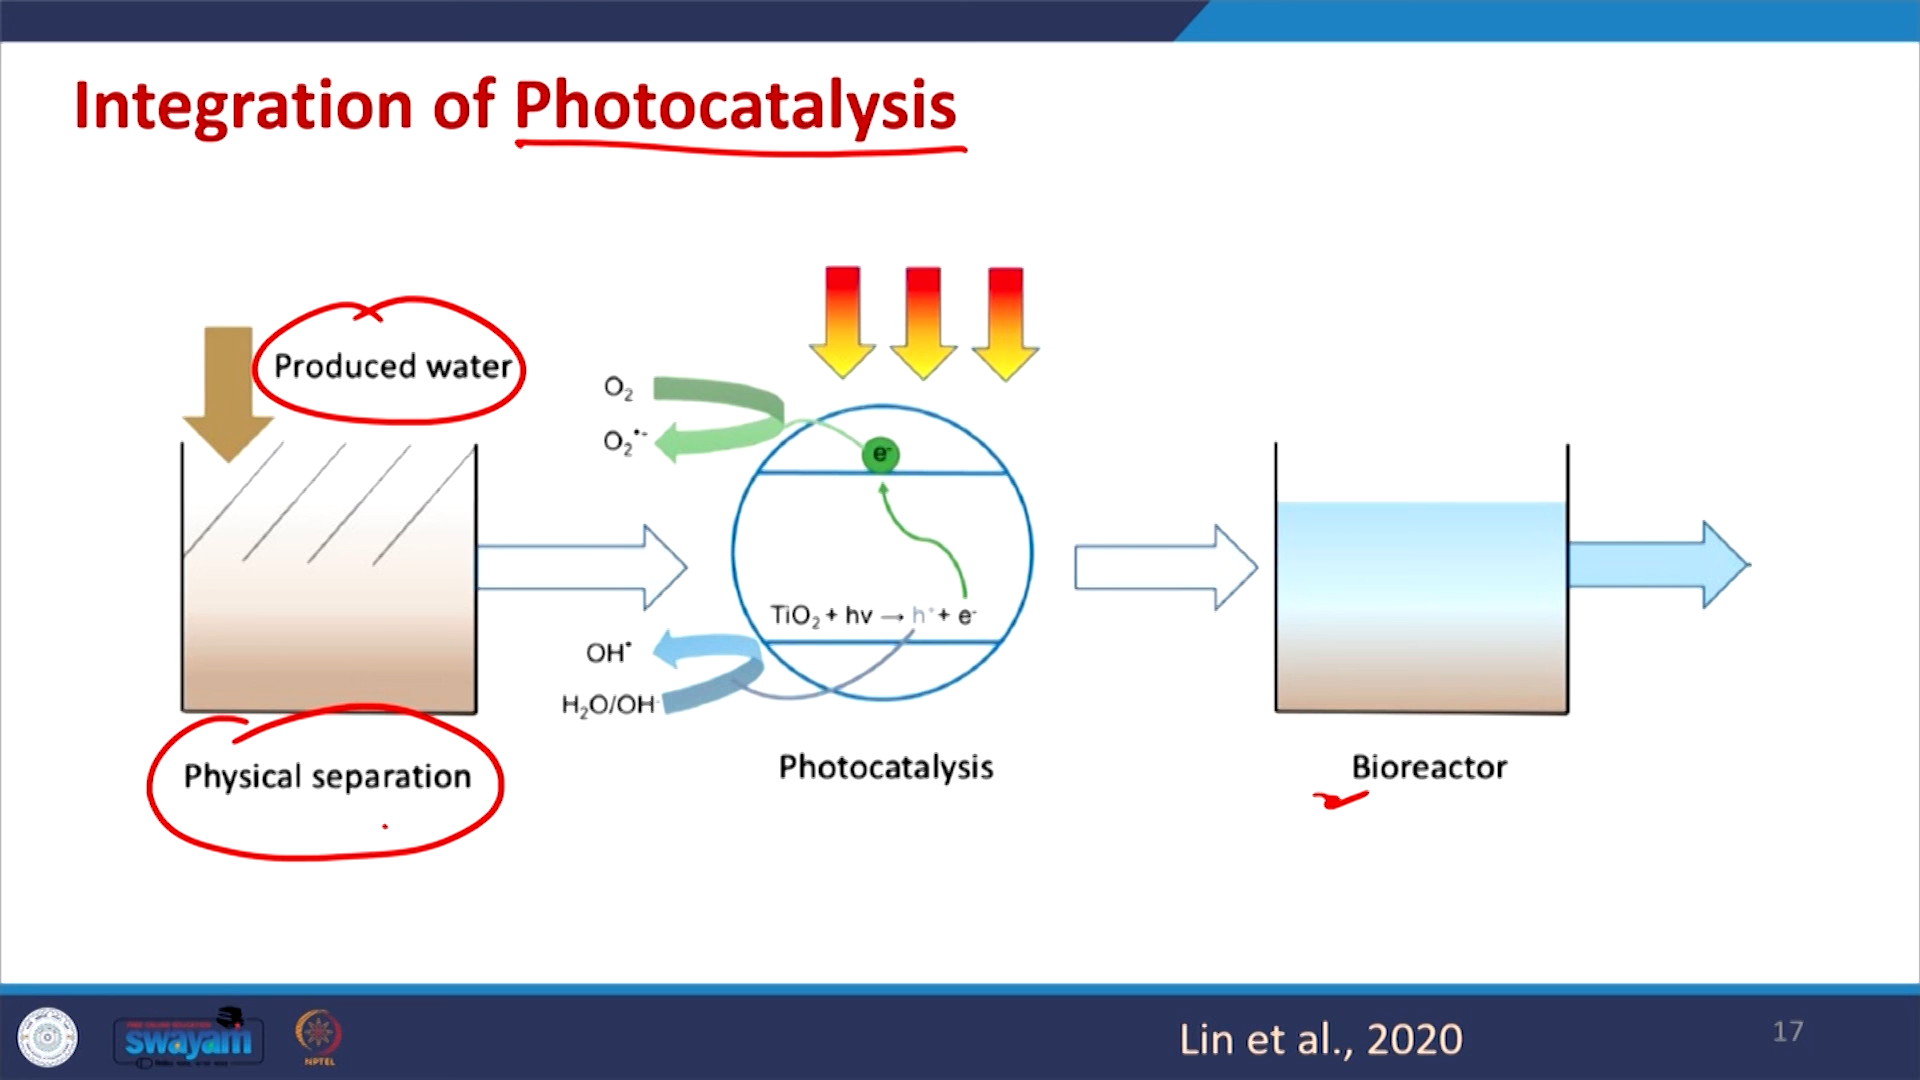 Integration of Photocatalysis
Produced water
O₂
O₂•-
e-
TiO₂ + hv → h⁺ + e-
OH•
H₂O/OH-
Physical separation
Photocatalysis
Bioreactor
swayam
NPTEL
Lin et al., 2020
17